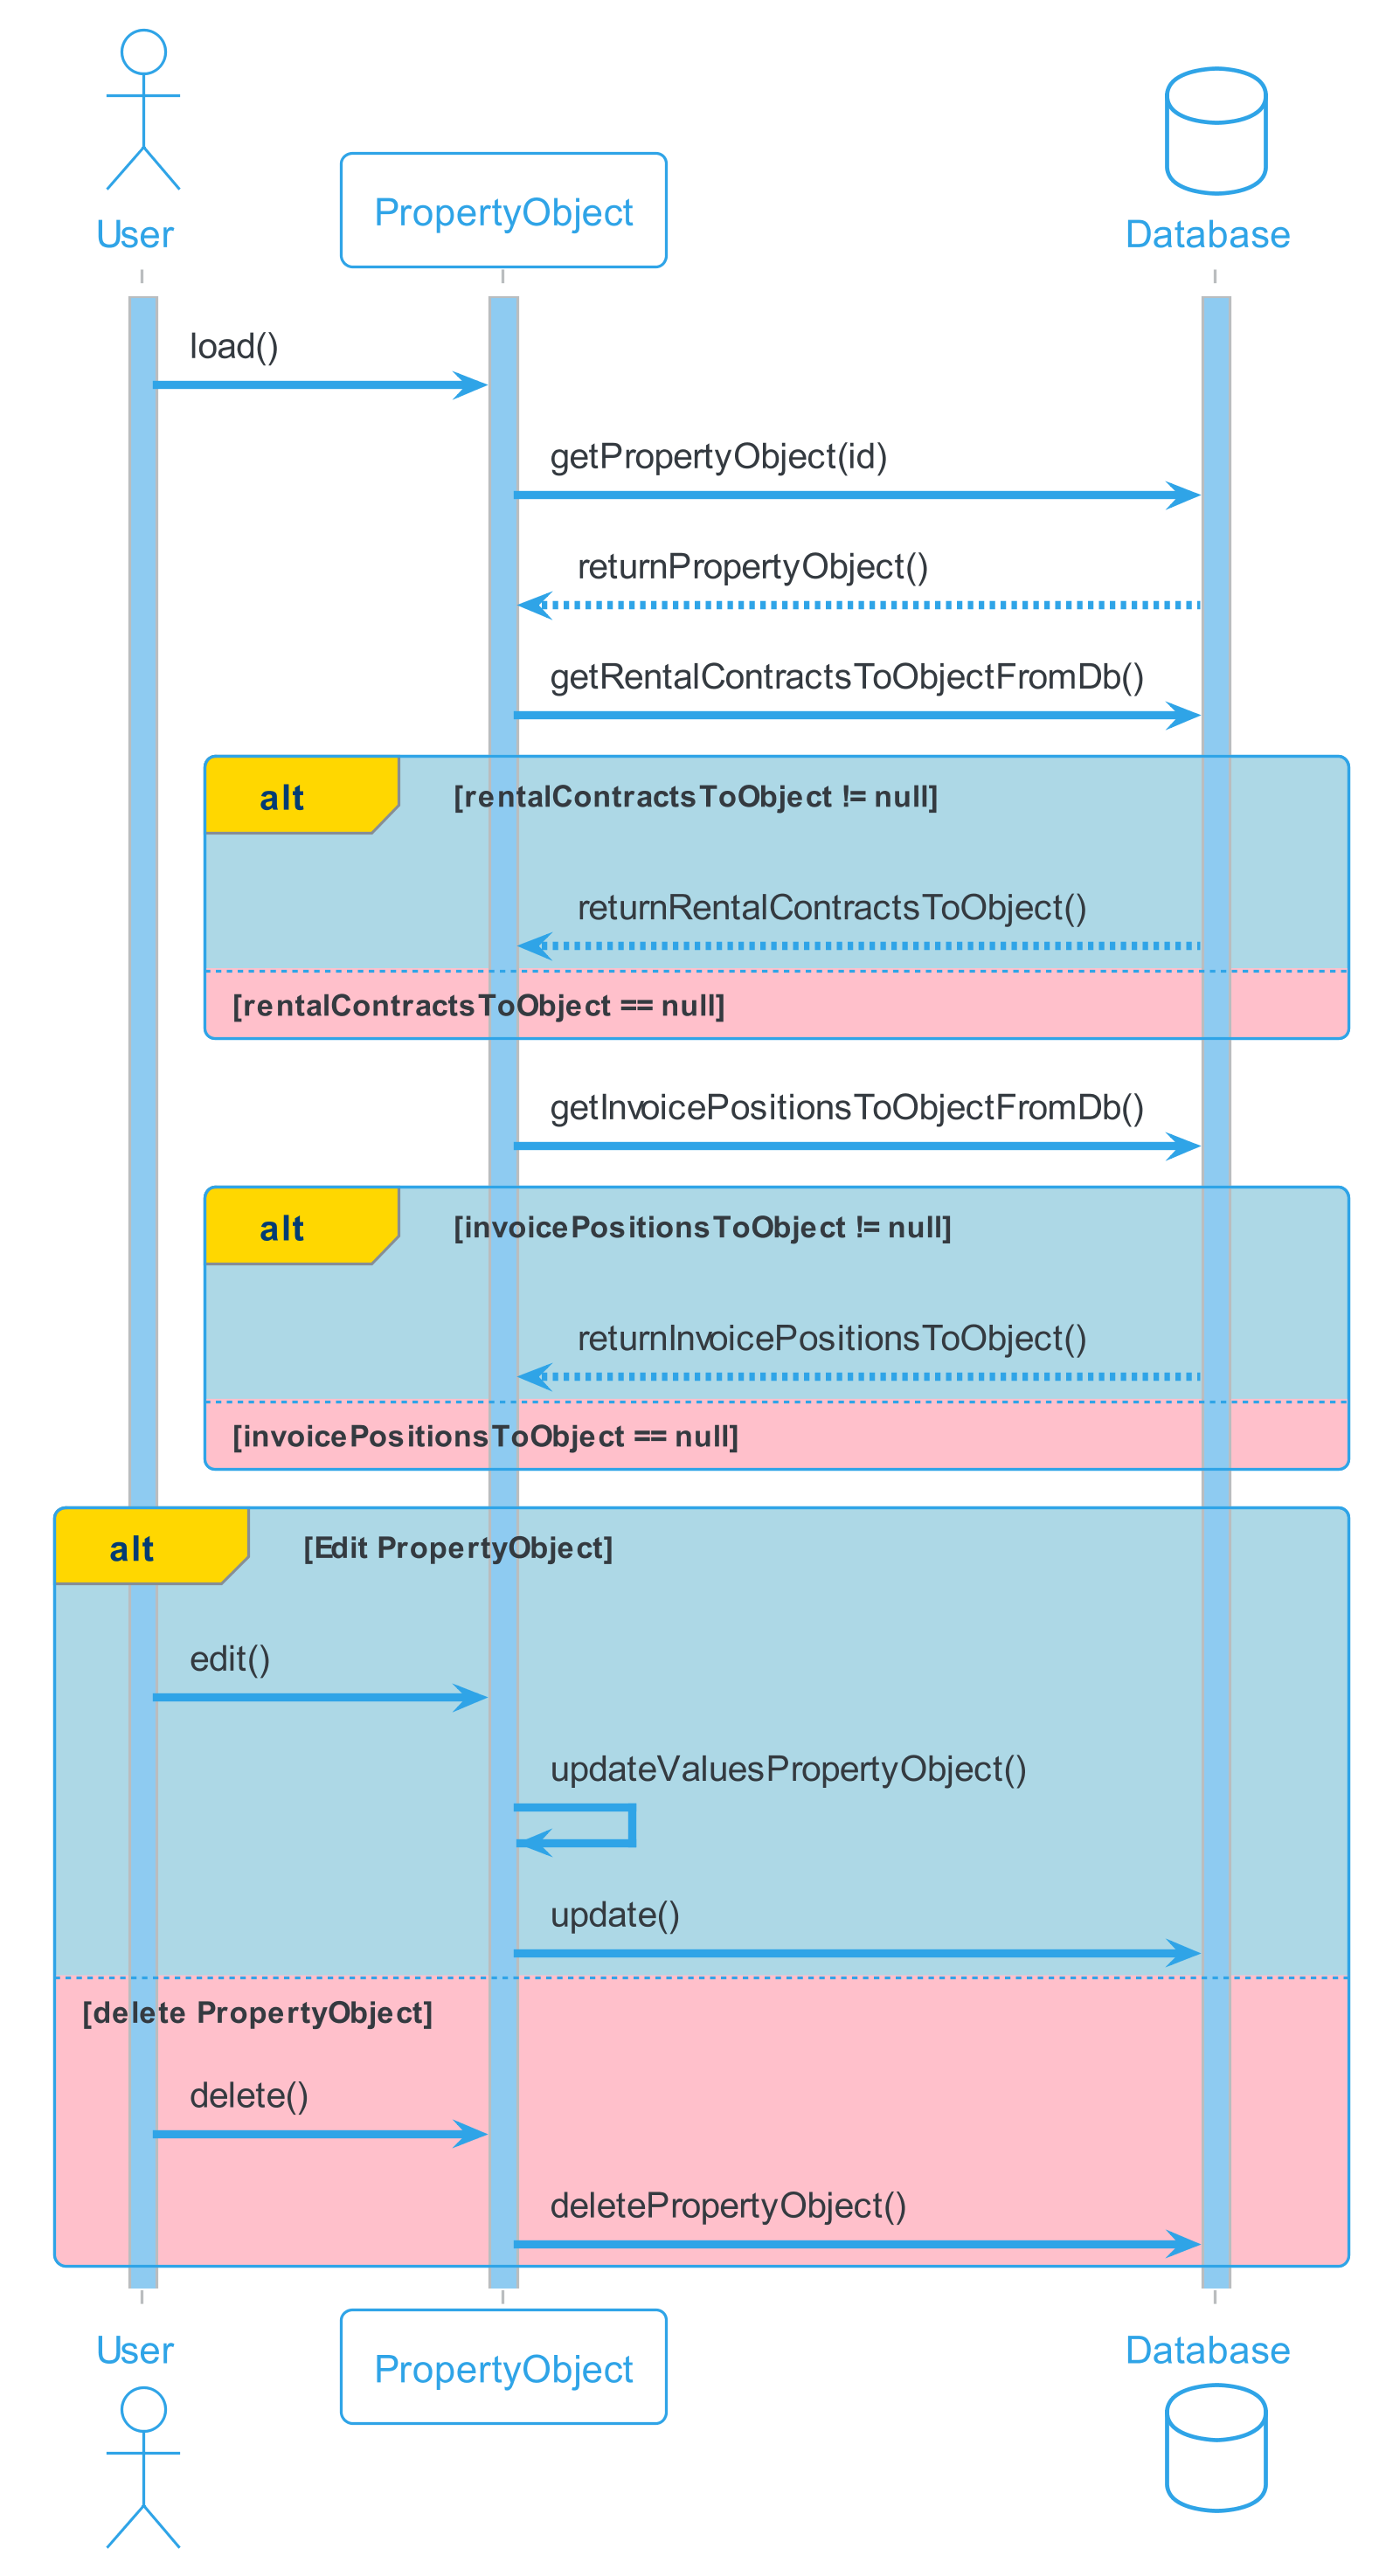 User
PropertyObject
Database
load()
getPropertyObject(id)
returnPropertyObject()
getRentalContractsToObjectFromDb()
alt [rentalContractsToObject != null]
returnRentalContractsToObject()
[rentalContractsToObject == null]
getInvoicePositionsToObjectFromDb()
alt [invoicePositionsToObject != null]
returnInvoicePositionsToObject()
[invoicePositionsToObject == null]
alt [Edit PropertyObject]
edit()
updateValuesPropertyObject()
update()
[delete PropertyObject]
delete()
deletePropertyObject()
User
PropertyObject
Database